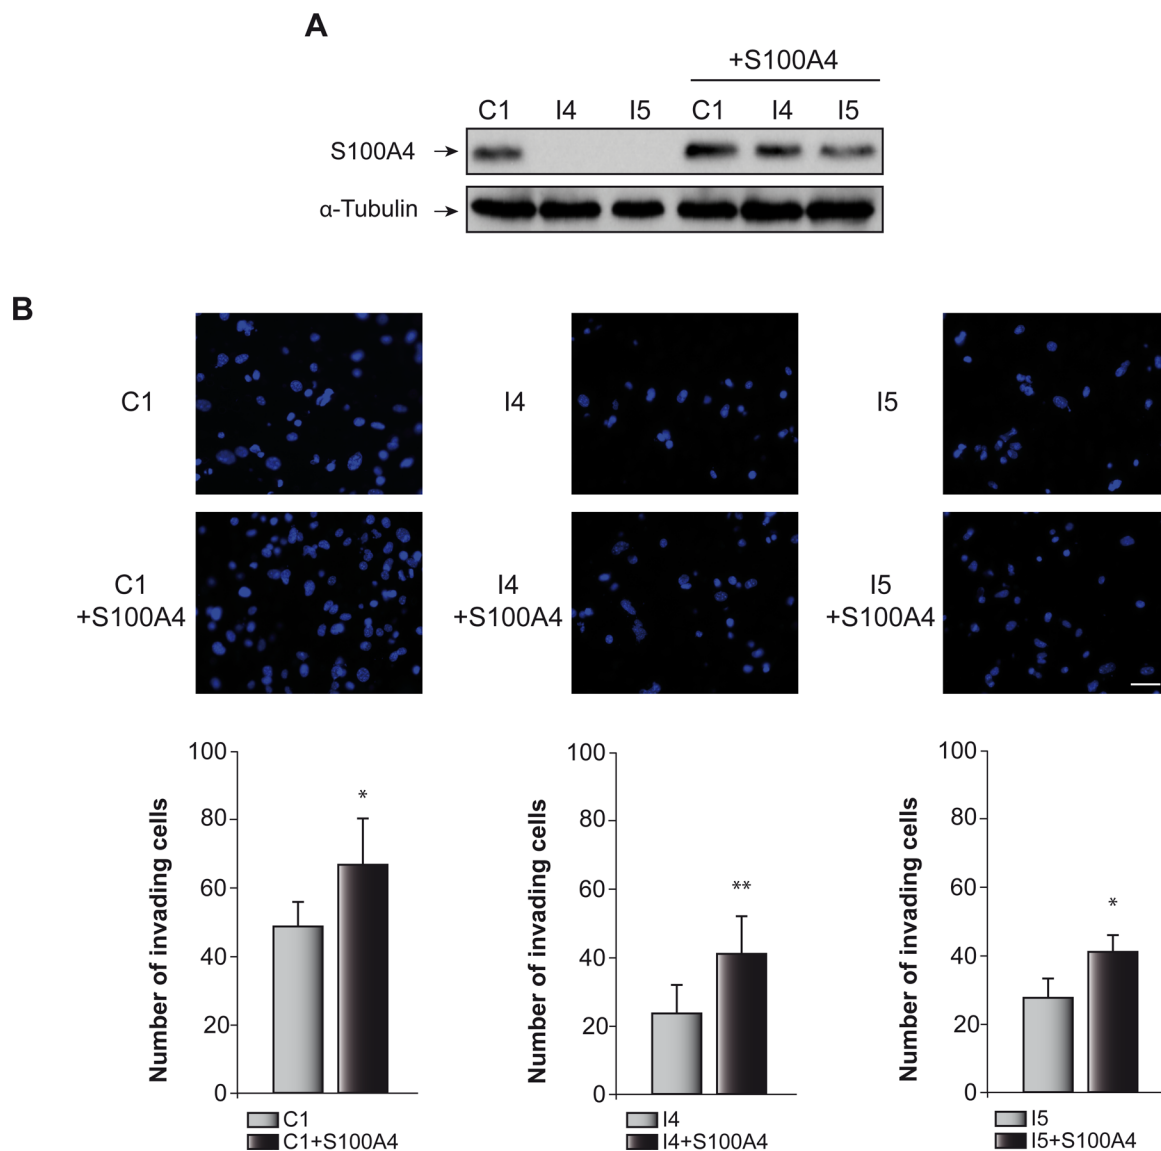 A
+S100A4
C1 I4 I5 C1 I4 I5
S100A4
α-Tubulin
B
C1 I4 I5
C1 I4 I5
+S100A4 +S100A4 +S100A4
100 100 100
80 80 80
60 60 60
40 40 40
20 20 20
0 0 0
* ** *
Number of invading cells Number of invading cells Number of invading cells
C1 I4 I5
C1+S100A4 I4+S100A4 I5+S100A4